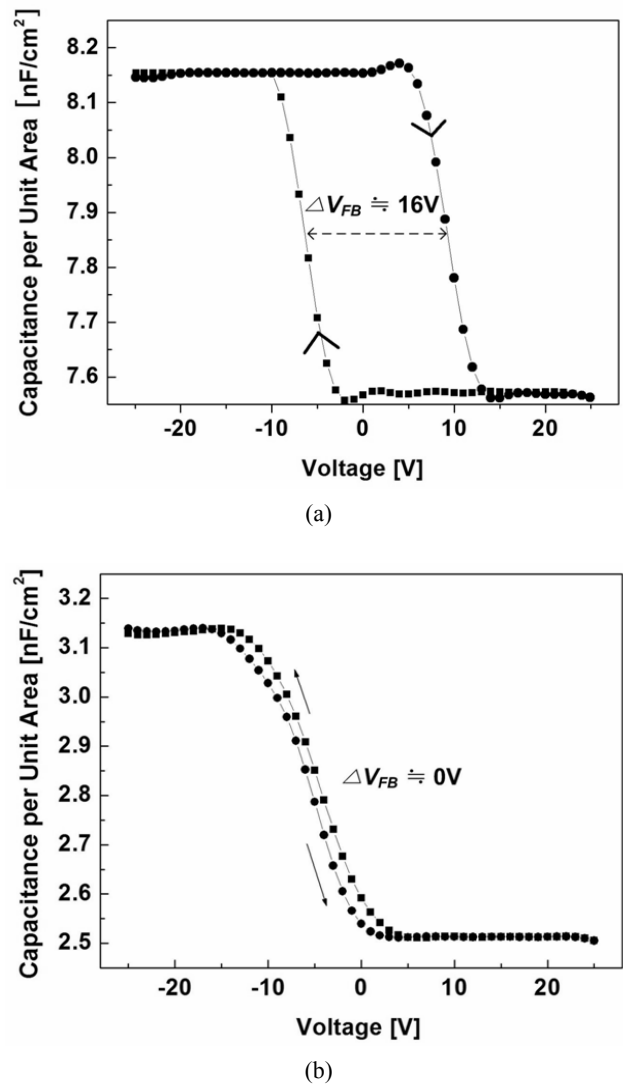 8.2
8.1
8.0
7.9
7.8
7.7
7.6
Capacitance per Unit Area [nF/cm²]
△VFB ≒ 16V
-20 -10 0 10 20
Voltage [V]
(a)
3.2
3.1
3.0
2.9
2.8
2.7
2.6
2.5
Capacitance per Unit Area [nF/cm²]
△VFB ≒ 0V
-20 -10 0 10 20
Voltage [V]
(b)